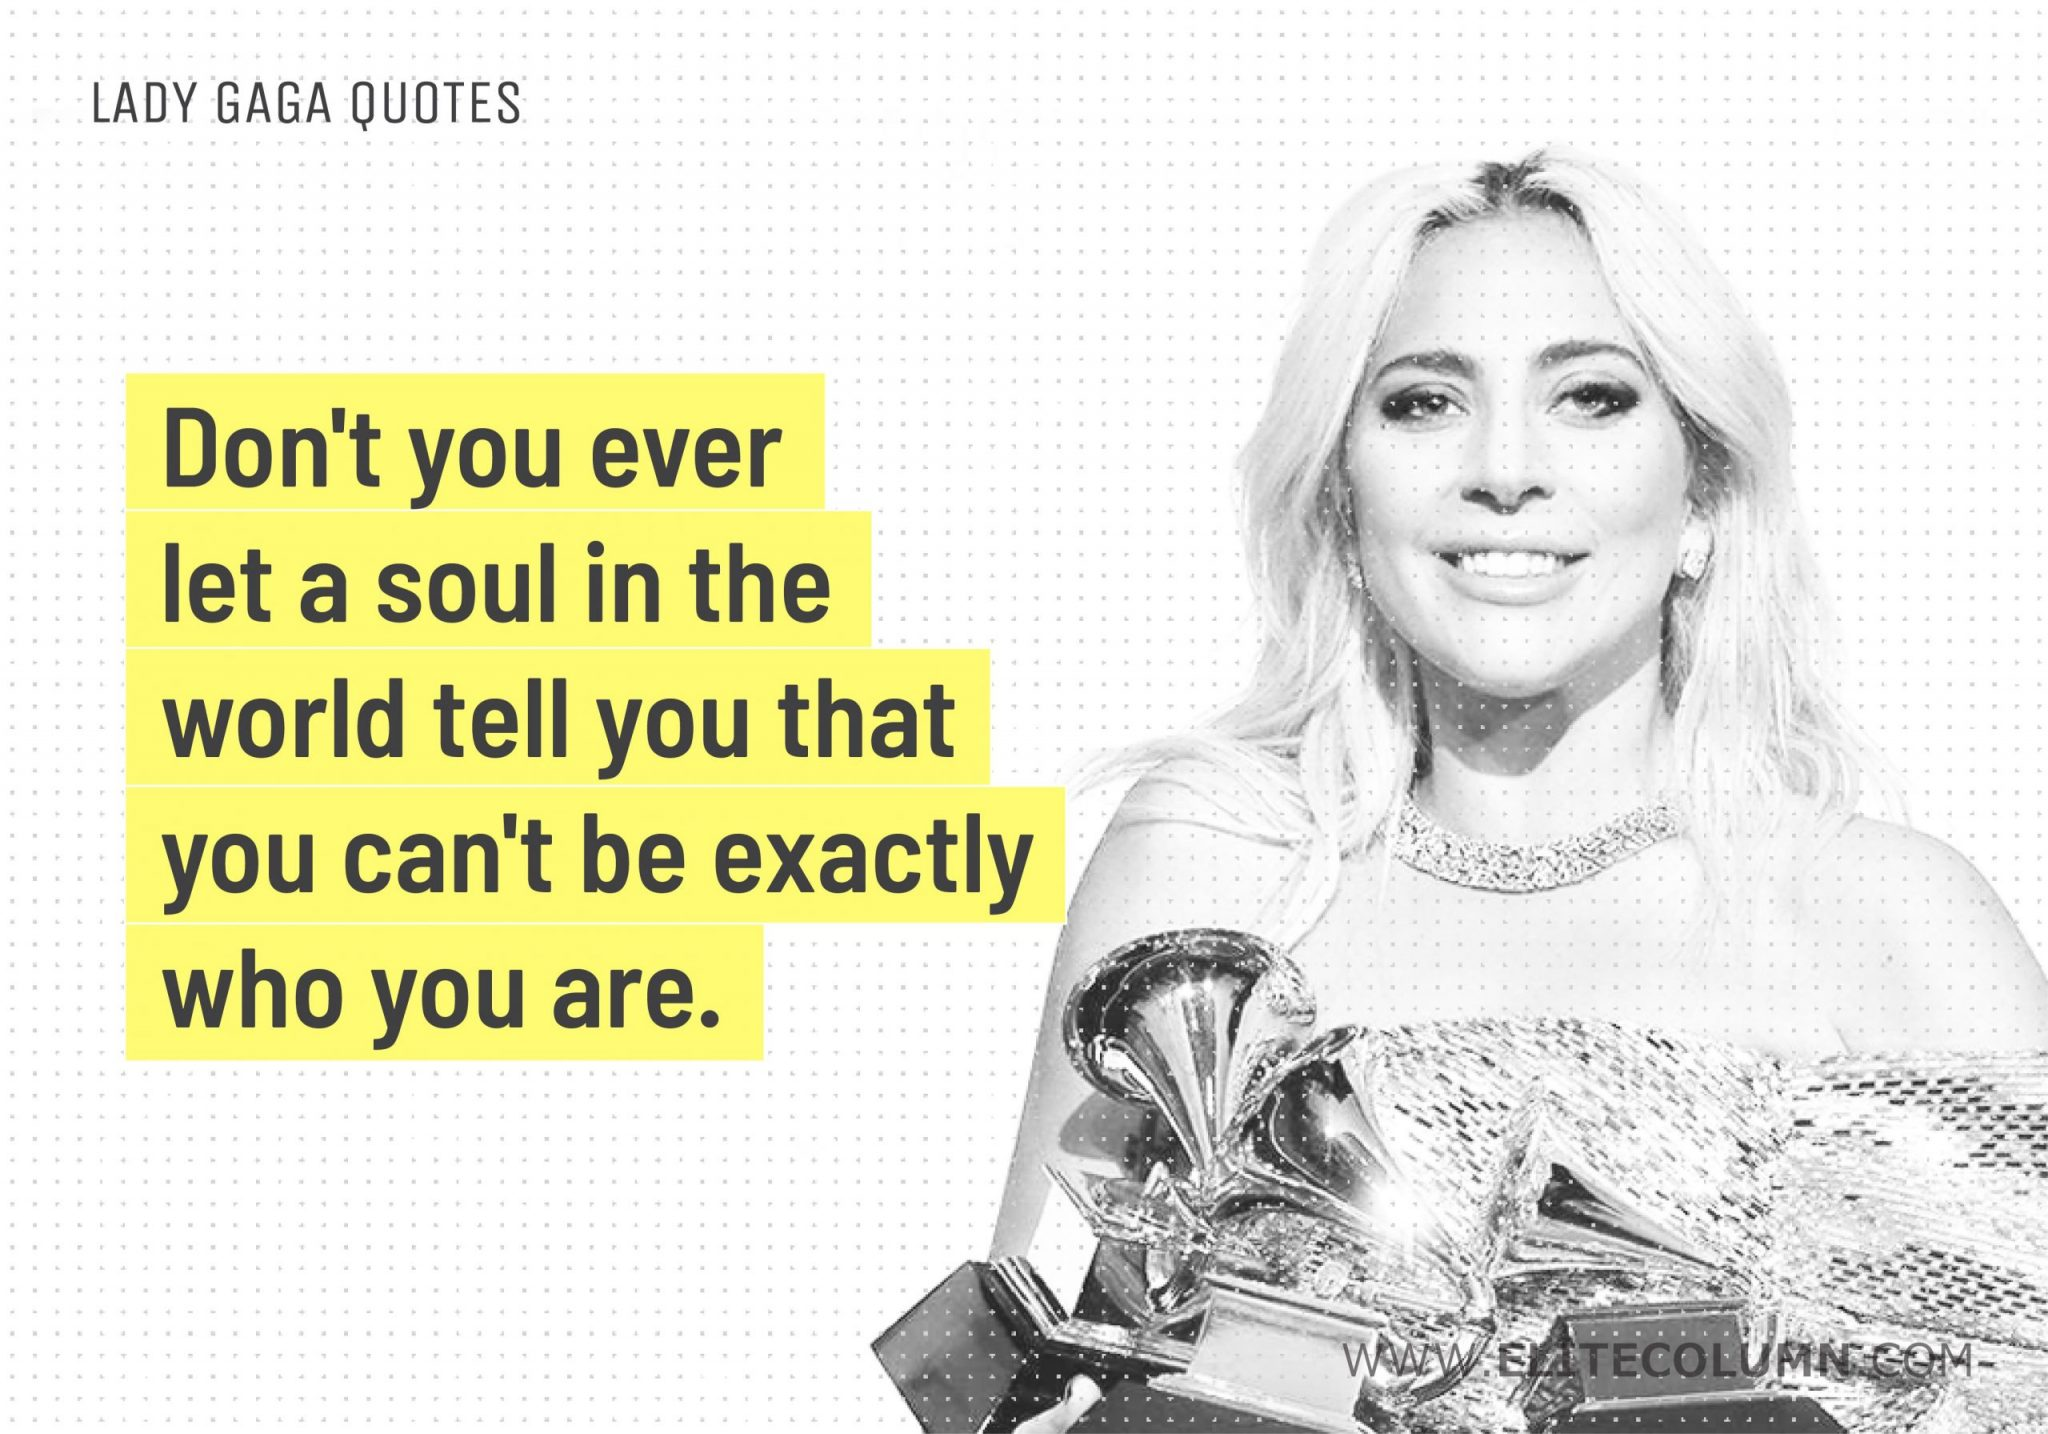 LADY GAGA QUOTES
Don't you ever
let a soul in the
world tell you that
you can't be exactly
who you are.
WWW.ELITECOLUMN.COM